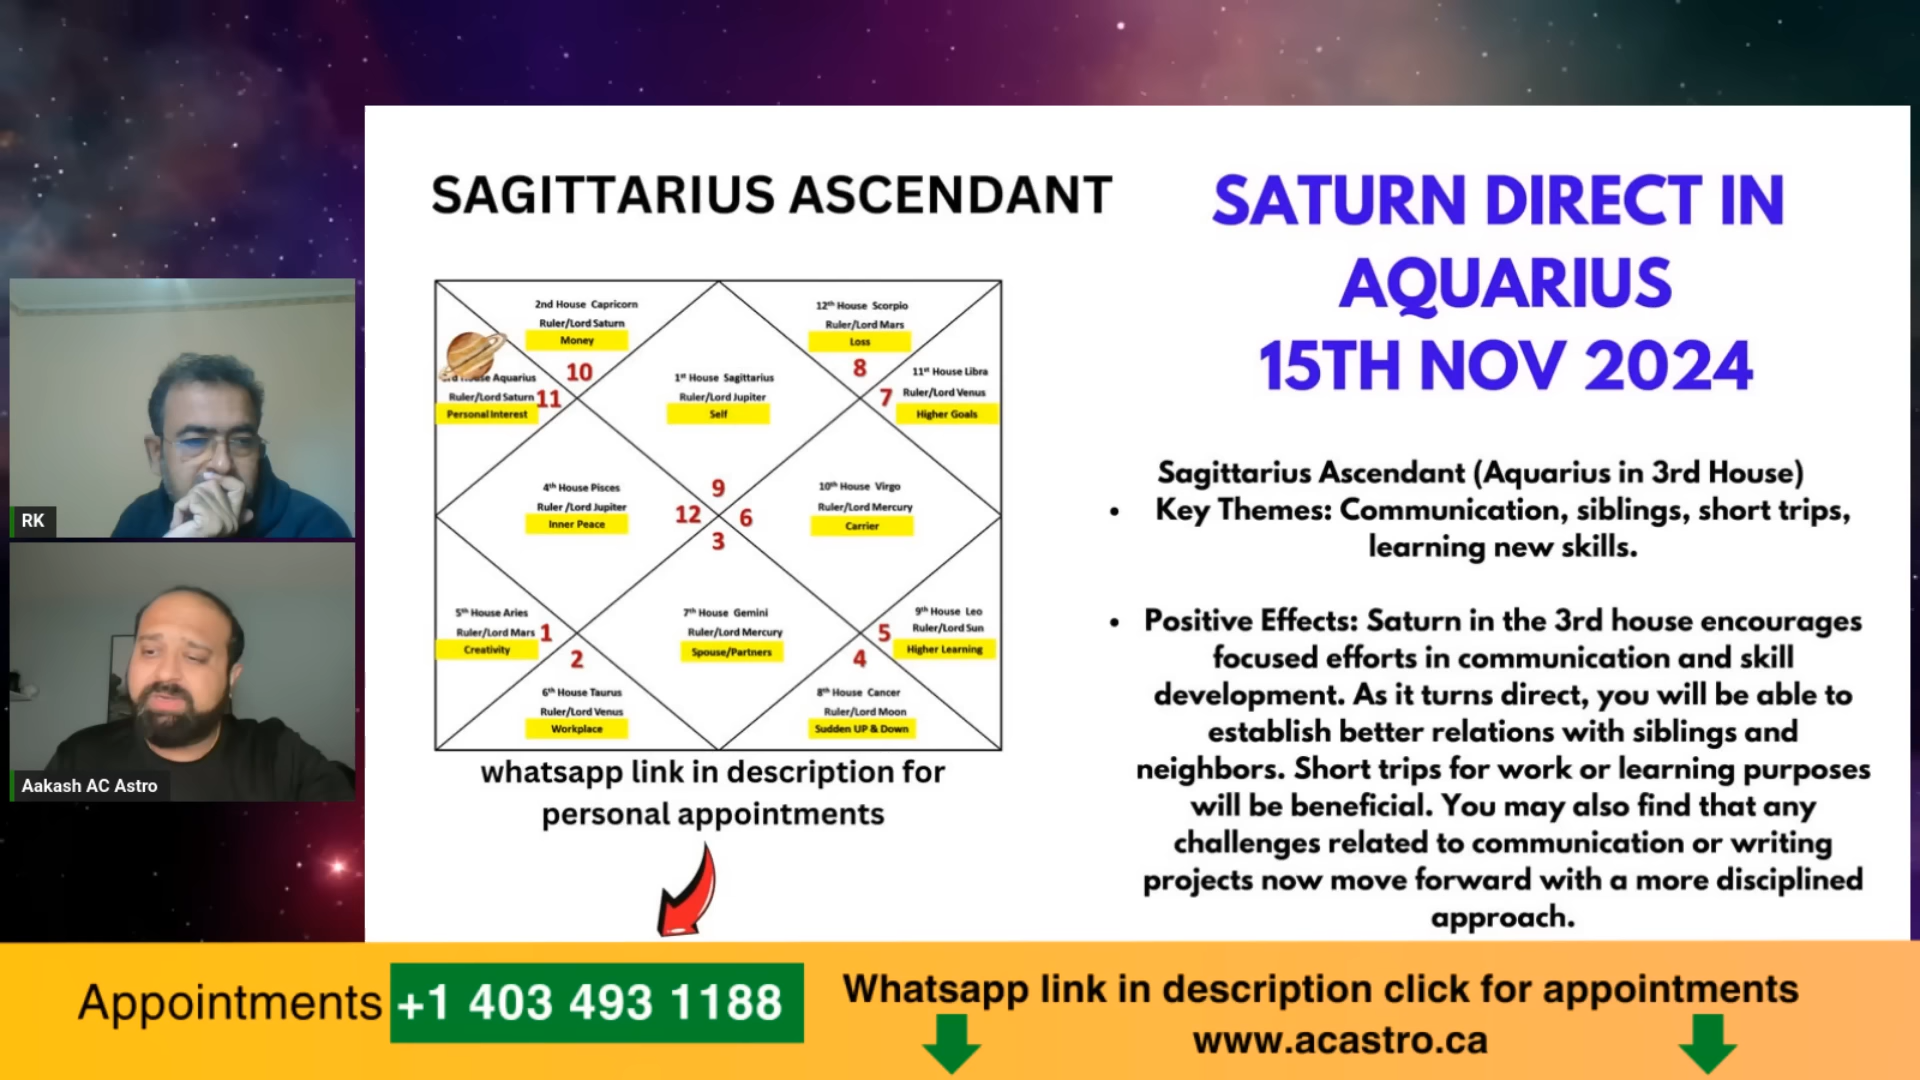 SAGITTARIUS ASCENDANT
2nd House Capricorn
Ruler/Lord Saturn
Money
10
12th House Scorpio
Ruler/Lord Mars
Loss
8
House Aquarius
Ruler/Lord Saturn
11
Personal Interest
1st House Sagittarius
Ruler/Lord Jupiter
Self
11st House Libra
Ruler/Lord Venus
7
Higher Goals
4th House Pisces
Ruler /Lord Jupiter
Inner Peace
9
12
6
3
10th House Virgo
Ruler/Lord Mercury
Carrier
5th House Aries
Ruler/Lord Mars
1
Creativity
2
6th House Taurus
Ruler/Lord Venus
Workplace
7th House Gemini
Ruler/Lord Mercury
Spouse/Partners
9th House Leo
Ruler/Lord Sun
5
Higher Learning
4
8th House Cancer
Ruler/Lord Moon
Sudden UP & Down
whatsapp link in description for
personal appointments
SATURN DIRECT IN
AQUARIUS
15TH NOV 2024
Sagittarius Ascendant (Aquarius in 3rd House)
• Key Themes: Communication, siblings, short trips,
learning new skills.
• Positive Effects: Saturn in the 3rd house encourages
focused efforts in communication and skill
development. As it turns direct, you will be able to
establish better relations with siblings and
neighbors. Short trips for work or learning purposes
will be beneficial. You may also find that any
challenges related to communication or writing
projects now move forward with a more disciplined
approach.
RK
Aakash AC Astro
Appointments +1 403 493 1188
Whatsapp link in description click for appointments
www.acastro.ca